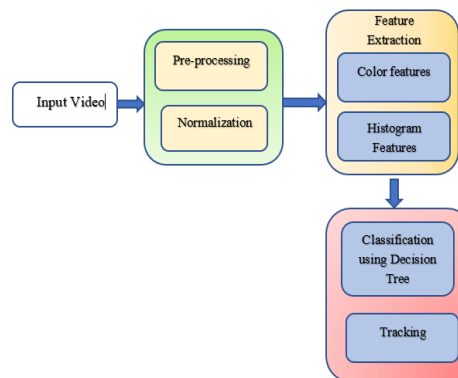 Input Video
Pre-processing
Normalization
Feature
Extraction
Color features
Histogram
Features
Classification
using Decision
Tree
Tracking